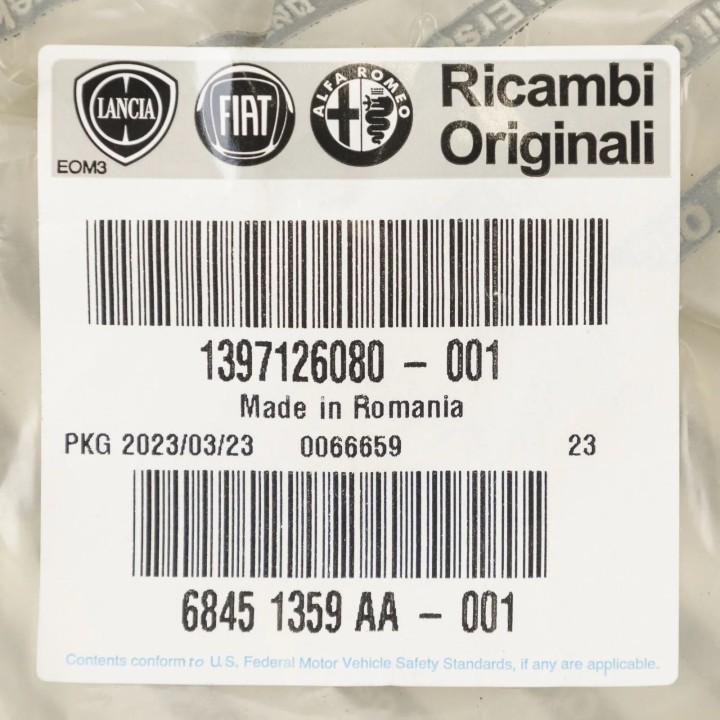 LANCIA FIAT ALFA ROMEO Ricambi
Originali
EOM3
1397126080 - 001
Made in Romania
PKG 2023/03/23 0066659 23
6845 1359 AA - 001
Contents conform to U.S. Federal Motor Vehicle Safety Standards, if any are applicable.